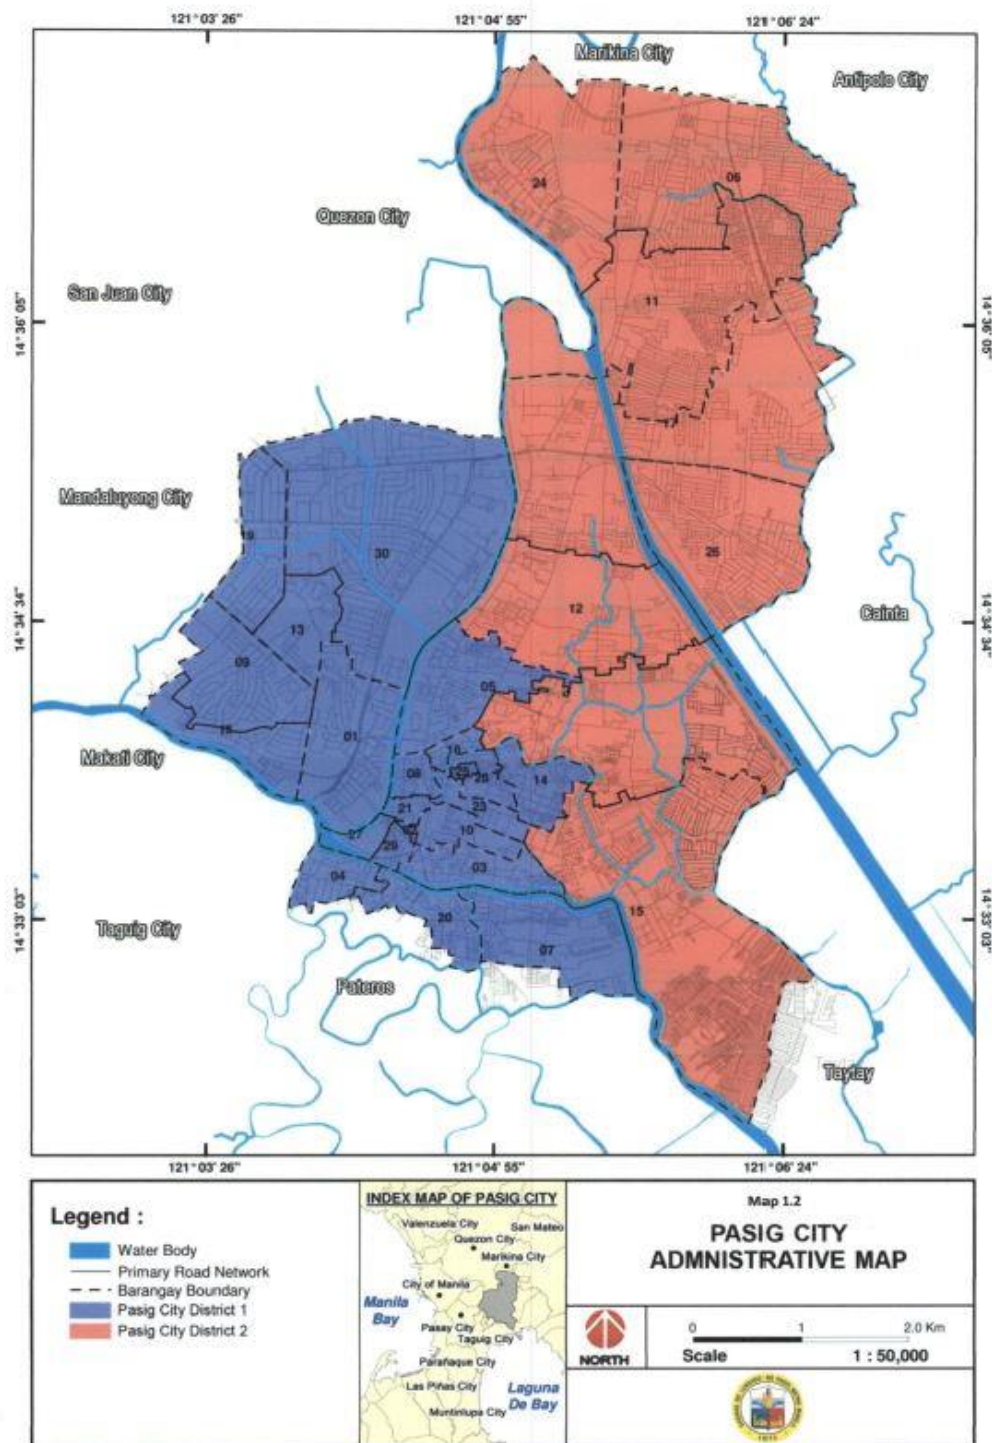 121° 03' 26"
121° 04' 55"
121° 06' 24"
Marikina City
Antipolo City
24
06
Quezon City
San Juan City
14° 36' 05"
11
14° 36' 05"
17
Mandaluyong City
19
30
26
14° 34' 34"
12
Cainta
14° 34' 34"
13
09
05
18
01
16
Makati City
08
25
28
14
21
23
10
27
29
03
04
14° 33' 03"
20
15
14° 33' 03"
Taguig City
07
Pateros
Taytay
121° 03' 26"
121° 04' 55"
121° 06' 24"
Legend :
Water Body
Primary Road Network
Barangay Boundary
Pasig City District 1
Pasig City District 2
INDEX MAP OF PASIG CITY
Valenzuela City
San Mateo
Quezon City
Marikina City
City of Manila
Manila
Bay
Pasay City
Taguig City
Parañaque City
Las Piñas City
Laguna
De Bay
Muntinlupa City
Map 1.2
PASIG CITY
ADMNISTRATIVE MAP
NORTH
0 1 2.0 Km
Scale 1 : 50,000